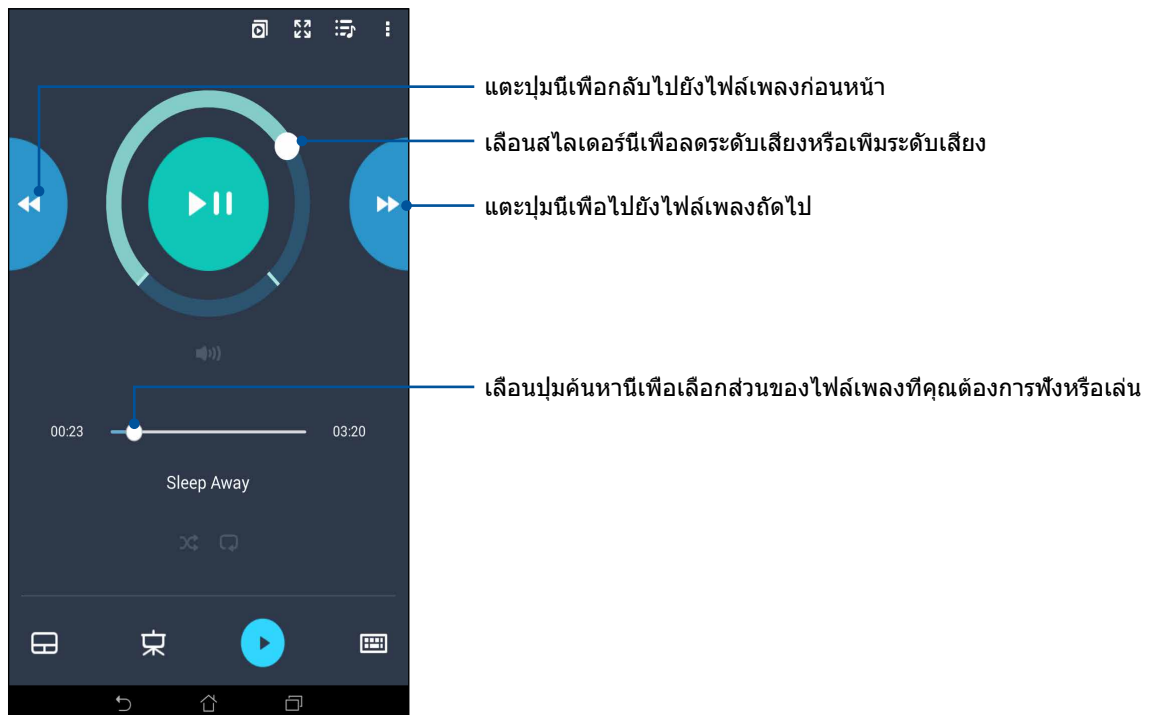 แตะปุ่มนีเพือกลับไปยังไฟล์เพลงก่อนหน้า
เลือนสไลเดอร์นีเพือลดระดับเสียงหรือเพิมระดับเสียง
แตะปุ่มนีเพือไปยังไฟล์เพลงถัดไป
เลือนปุ่มค้นหานีเพือเลือกส่วนของไฟล์เพลงทีคุณต้องการฟังหรือเล่น
00:23 03:20
Sleep Away